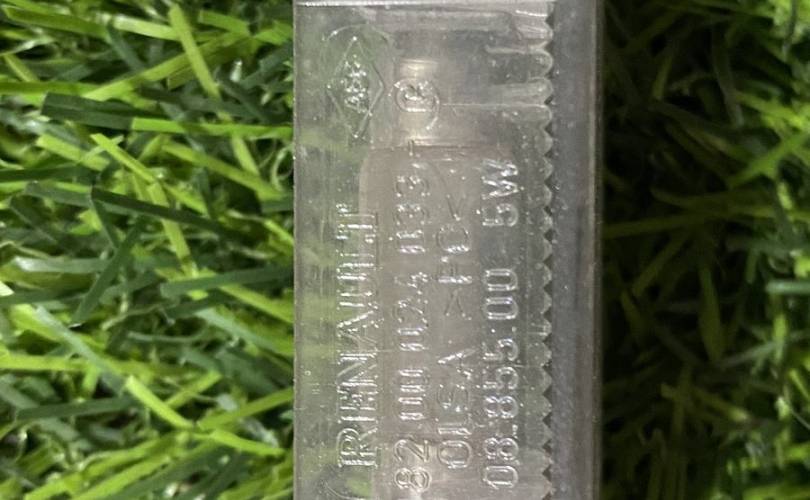 RENAULT
82 00 024 033
OLSA >PC<
08.855.00 5W